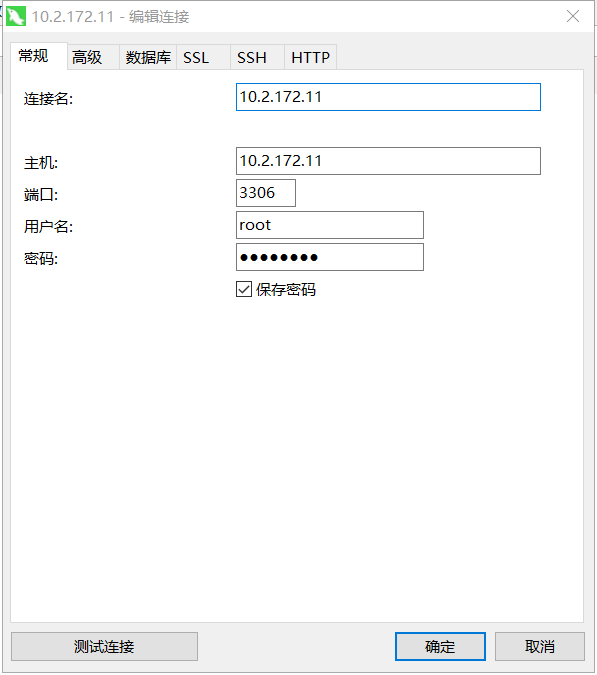 10.2.172.11 - 编辑连接
常规 高级 数据库 SSL SSH HTTP
连接名: 10.2.172.11
主机: 10.2.172.11
端口: 3306
用户名: root
密码: ●●●●●●●●
保存密码
测试连接 确定 取消